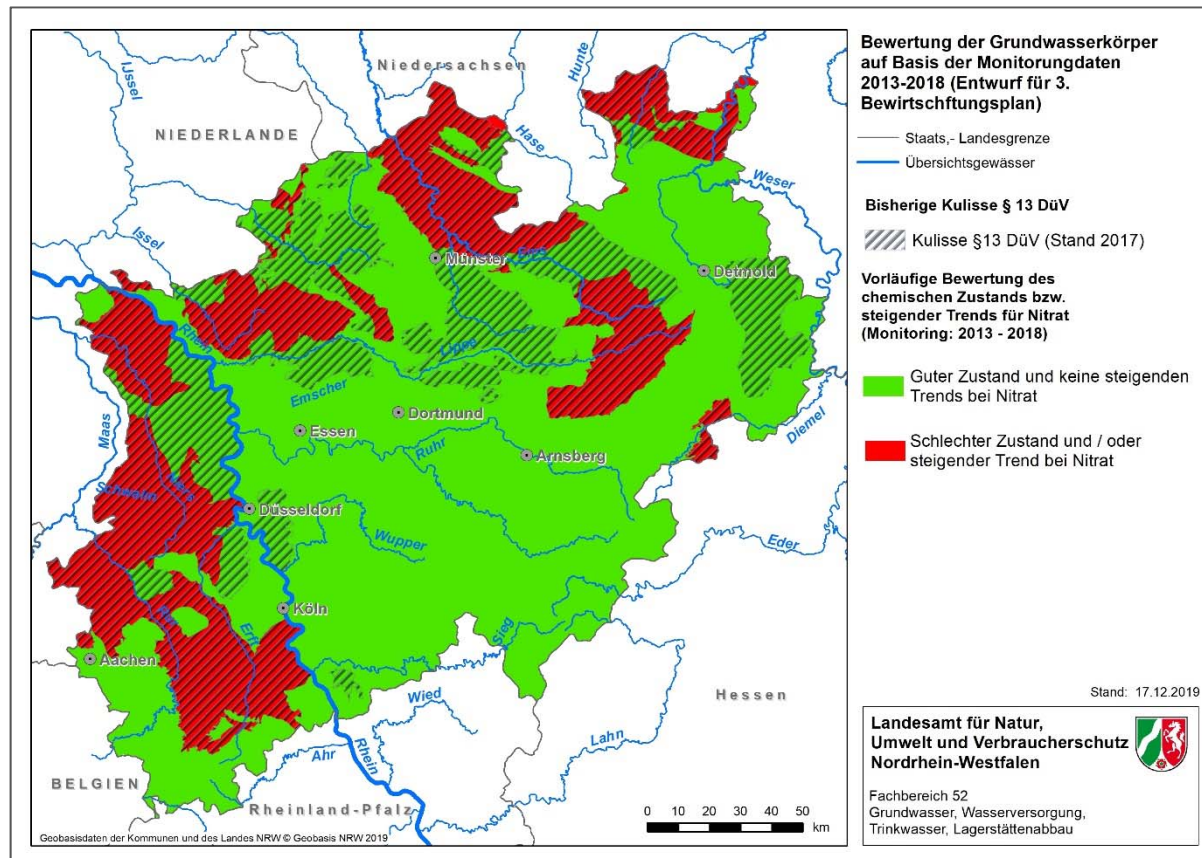 Bewertung der Grundwasserkörper
auf Basis der Monitorungdaten
2013-2018 (Entwurf für 3.
Bewirtschftungsplan)
Staats,- Landesgrenze
Übersichtsgewässer
Bisherige Kulisse § 13 DüV
Kulisse §13 DüV (Stand 2017)
Vorläufige Bewertung des
chemischen Zustands bzw.
steigender Trends für Nitrat
(Monitoring: 2013 - 2018)
Guter Zustand und keine steigenden
Trends bei Nitrat
Schlechter Zustand und / oder
steigender Trend bei Nitrat
Stand: 17.12.2019
Landesamt für Natur,
Umwelt und Verbraucherschutz
Nordrhein-Westfalen
Fachbereich 52
Grundwasser, Wasserversorgung,
Trinkwasser, Lagerstättenabbau
IJssel
Niedersachsen
Hunte
NIEDERLANDE
Hase
Weser
Issel
Ems
Münster
Detmold
Rhein
Lippe
Emscher
Dortmund
Diemel
Maas
Essen
Ruhr
Arnsberg
Niers
Schwalm
Düsseldorf
Wupper
Eder
Köln
Rur
Erft
Sieg
Aachen
Hessen
Wied
Lahn
Ahr
Rhein
BELGIEN
Rheinland-Pfalz
0 10 20 30 40 50
km
Geobasisdaten der Kommunen und des Landes NRW © Geobasis NRW 2019